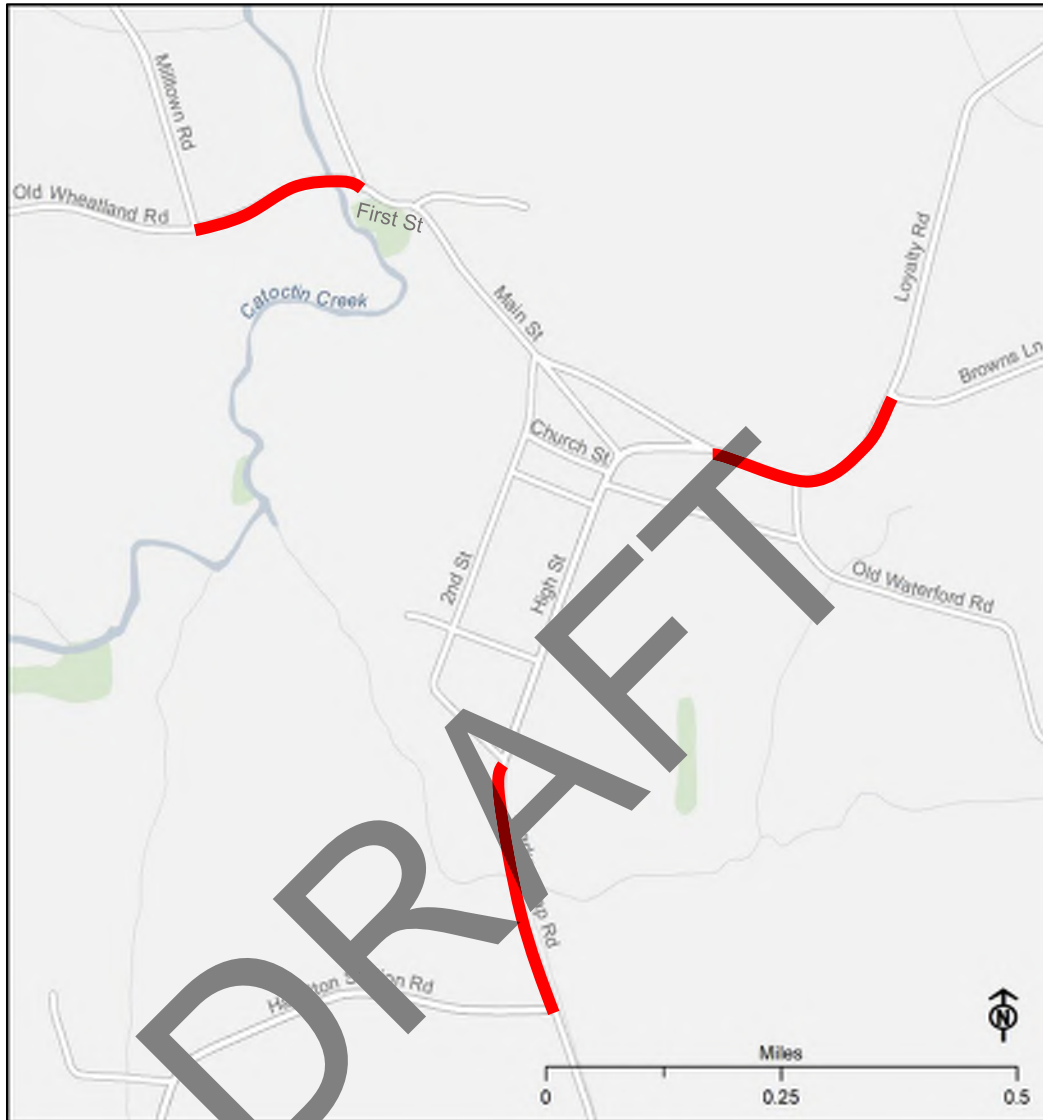 Milltown Rd
Old Wheatland Rd
First St
Catoctin Creek
Main St
Loyalty Rd
Browns Ln
Church St
2nd St
High St
Old Waterford Rd
DRAFT
Rd
Rd
N
Miles
0 0.25 0.5